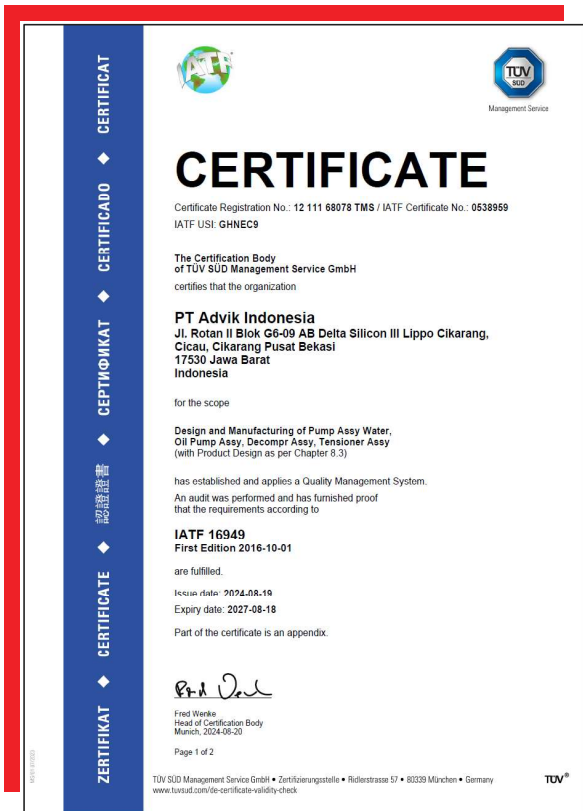 IATF
TÜV
SÜD
Management Service
CERTIFICATE
Certificate Registration No.: 12 111 68078 TMS / IATF Certificate No.: 0538959
IATF USI: GHNEC9
The Certification Body
of TÜV SÜD Management Service GmbH
certifies that the organization
PT Advik Indonesia
Jl. Rotan II Blok G6-09 AB Delta Silicon III Lippo Cikarang,
Cicau, Cikarang Pusat Bekasi
17530 Jawa Barat
Indonesia
for the scope
Design and Manufacturing of Pump Assy Water,
Oil Pump Assy, Decompr Assy, Tensioner Assy
(with Product Design as per Chapter 8.3)
has established and applies a Quality Management System.
An audit was performed and has furnished proof
that the requirements according to
IATF 16949
First Edition 2016-10-01
are fulfilled.
Issue date: 2024-08-19
Expiry date: 2027-08-18
Part of the certificate is an appendix.
Fred Wenke
Head of Certification Body
Munich, 2024-08-20
Page 1 of 2
TÜV SÜD Management Service GmbH • Zertifizierungsstelle • Ridlerstrasse 57 • 80339 München • Germany
www.tuvsud.com/de-certificate-validity-check
TÜV®
ZERTIFIKAT ◆ CERTIFICATE ◆ 認證證書 ◆ СЕРТИФИКАТ ◆ CERTIFICADO ◆ CERTIFICAT